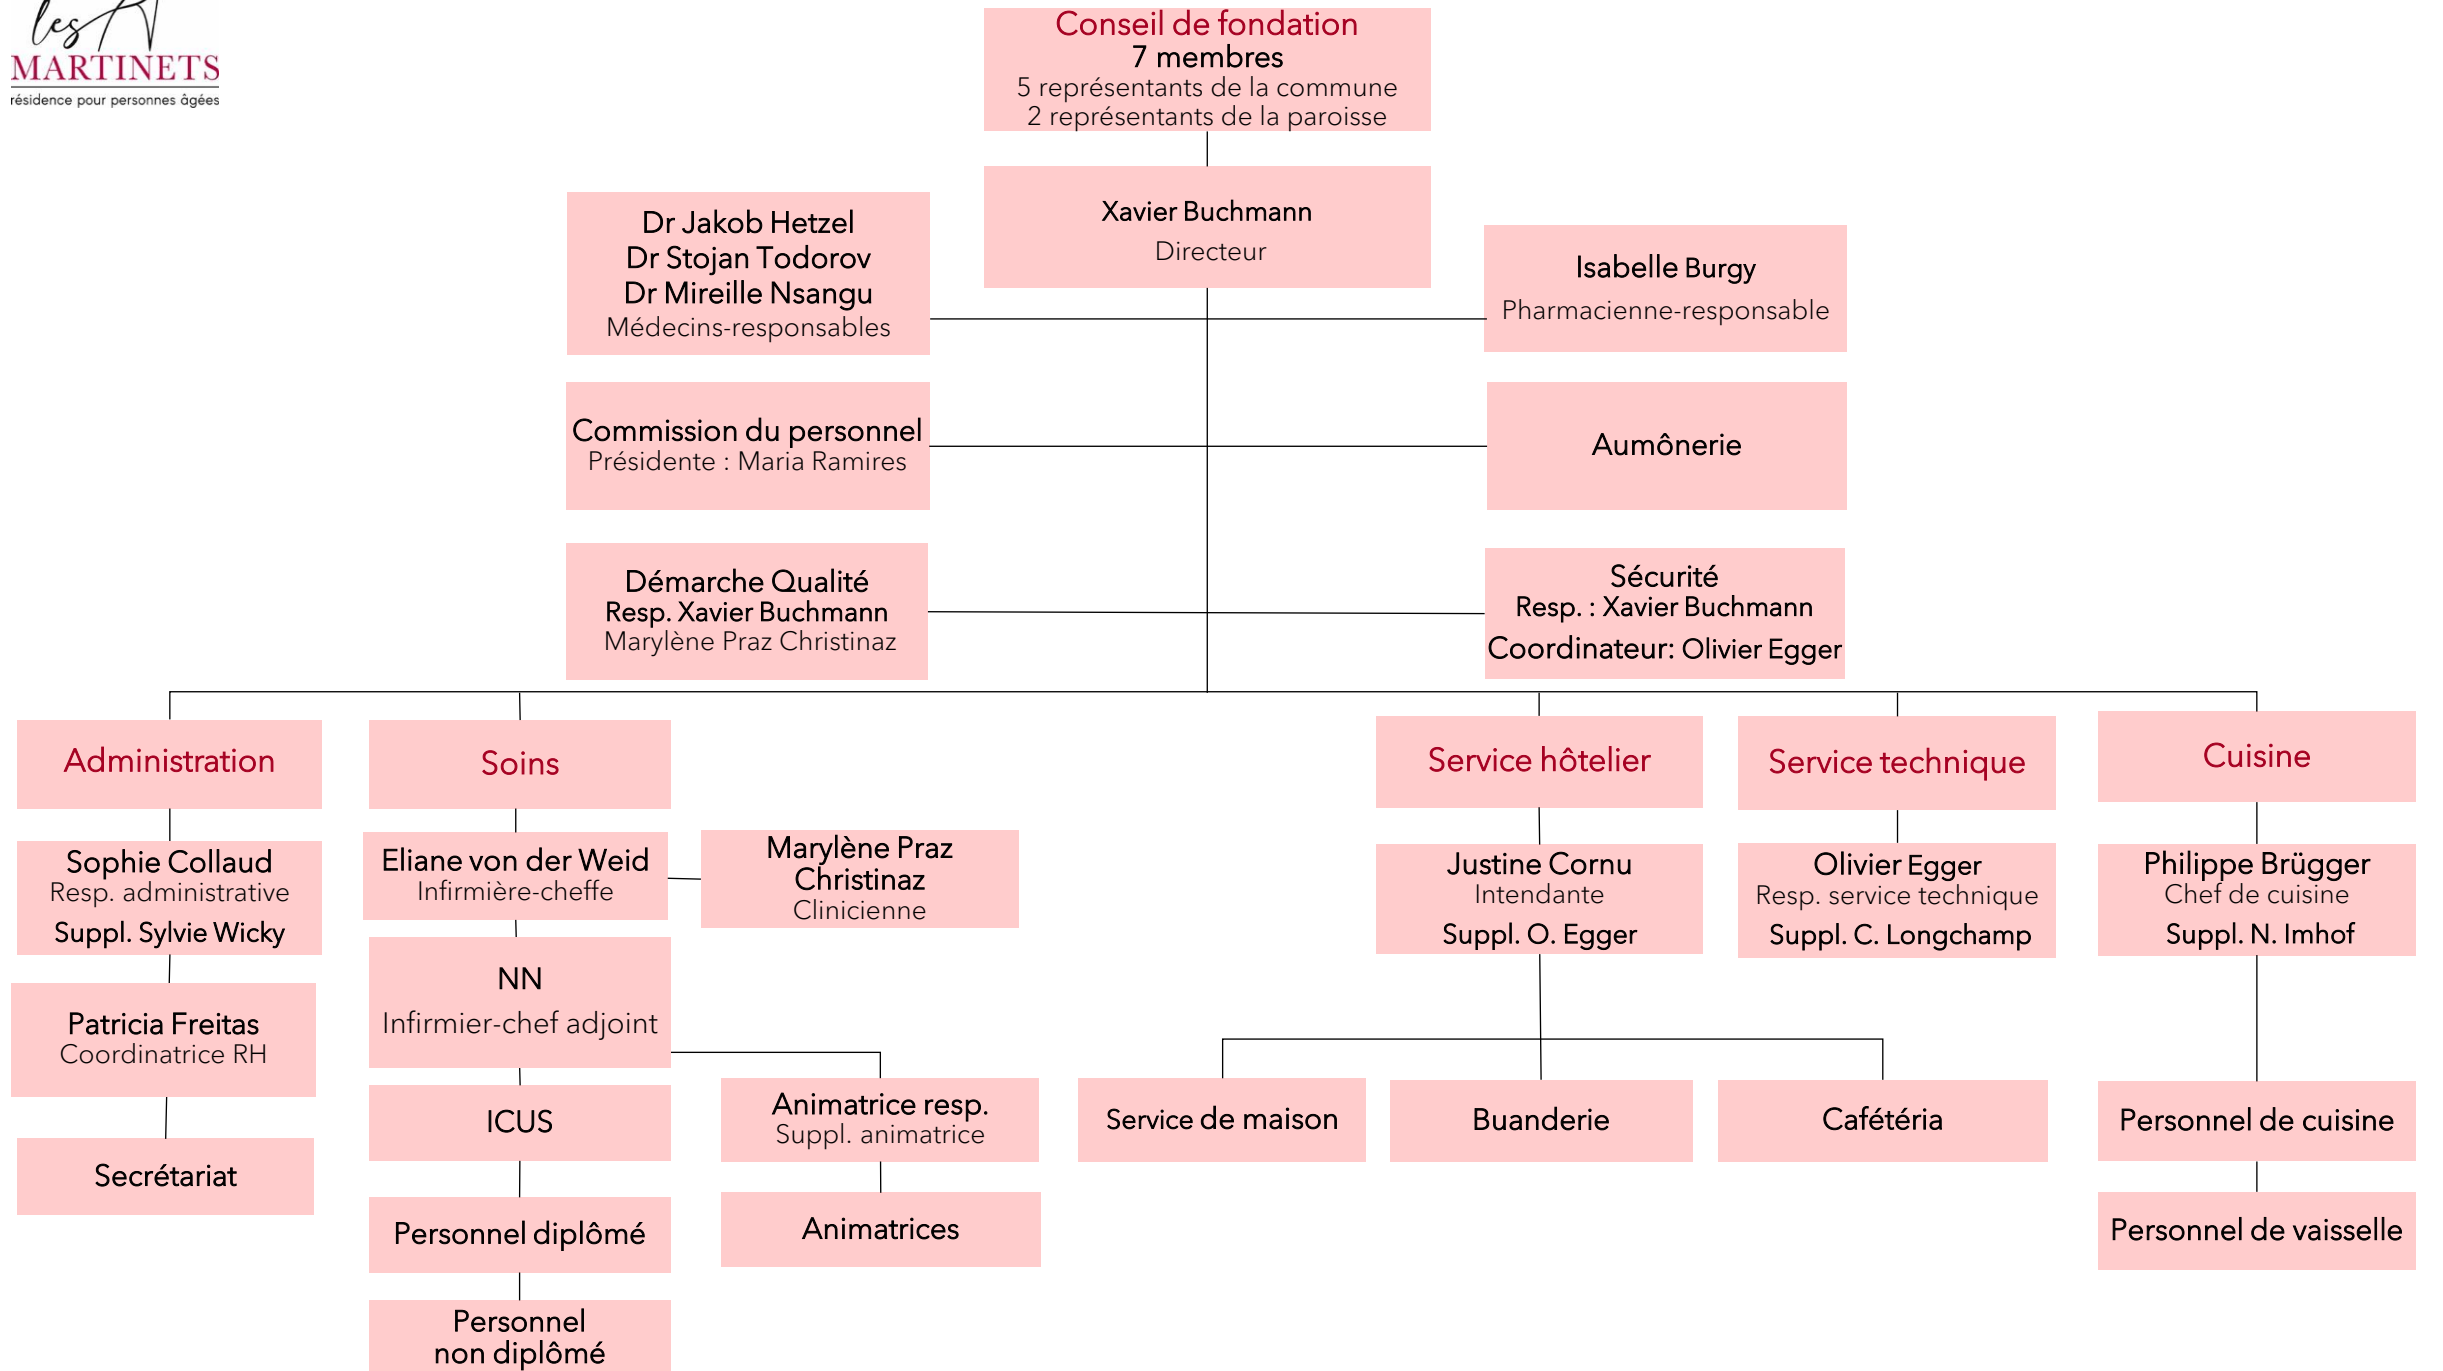 les
MARTINETS
résidence pour personnes âgées
Conseil de fondation
7 membres
5 représentants de la commune
2 représentants de la paroisse
Xavier Buchmann
Directeur
Dr Jakob Hetzel
Dr Stojan Todorov
Dr Mireille Nsangu
Médecins-responsables
Isabelle Burgy
Pharmacienne-responsable
Commission du personnel
Présidente : Maria Ramires
Aumônerie
Démarche Qualité
Resp. Xavier Buchmann
Marylène Praz Christinaz
Sécurité
Resp. : Xavier Buchmann
Coordinateur: Olivier Egger
Administration
Sophie Collaud
Resp. administrative
Suppl. Sylvie Wicky
Patricia Freitas
Coordinatrice RH
Secrétariat
Soins
Eliane von der Weid
Infirmière-cheffe
Marylène Praz
Christinaz
Clinicienne
NN
Infirmier-chef adjoint
ICUS
Personnel diplômé
Personnel
non diplômé
Animatrice resp.
Suppl. animatrice
Animatrices
Service hôtelier
Justine Cornu
Intendante
Suppl. O. Egger
Service de maison
Buanderie
Cafétéria
Service technique
Olivier Egger
Resp. service technique
Suppl. C. Longchamp
Cuisine
Philippe Brügger
Chef de cuisine
Suppl. N. Imhof
Personnel de cuisine
Personnel de vaisselle